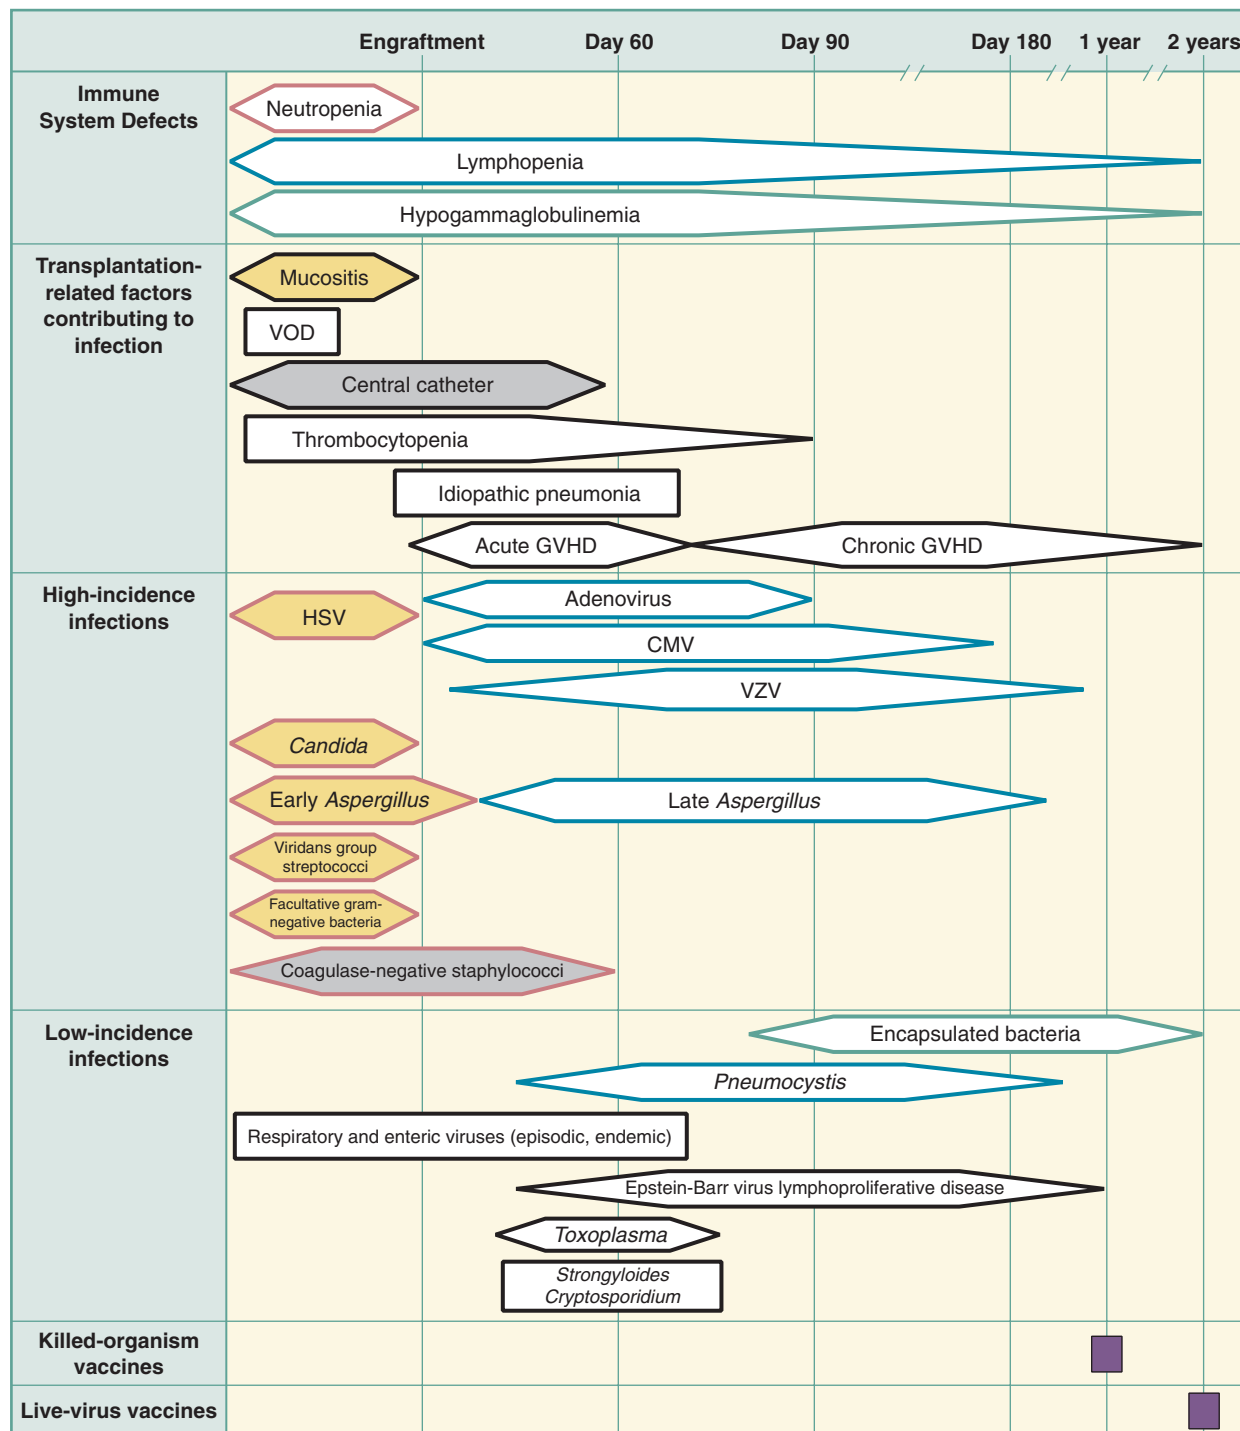 Engraftment Day 60 Day 90 Day 180 1 year 2 years
Immune
System Defects
Neutropenia
Lymphopenia
Hypogammaglobulinemia
Transplantation-
related factors
contributing to
infection
Mucositis
VOD
Central catheter
Thrombocytopenia
Idiopathic pneumonia
Acute GVHD
Chronic GVHD
High-incidence
infections
HSV
Adenovirus
CMV
VZV
Candida
Early Aspergillus
Late Aspergillus
Viridans group
streptococci
Facultative gram-
negative bacteria
Coagulase-negative staphylococci
Low-incidence
infections
Encapsulated bacteria
Pneumocystis
Respiratory and enteric viruses (episodic, endemic)
Epstein-Barr virus lymphoproliferative disease
Toxoplasma
Strongyloides
Cryptosporidium
Killed-organism
vaccines
Live-virus vaccines